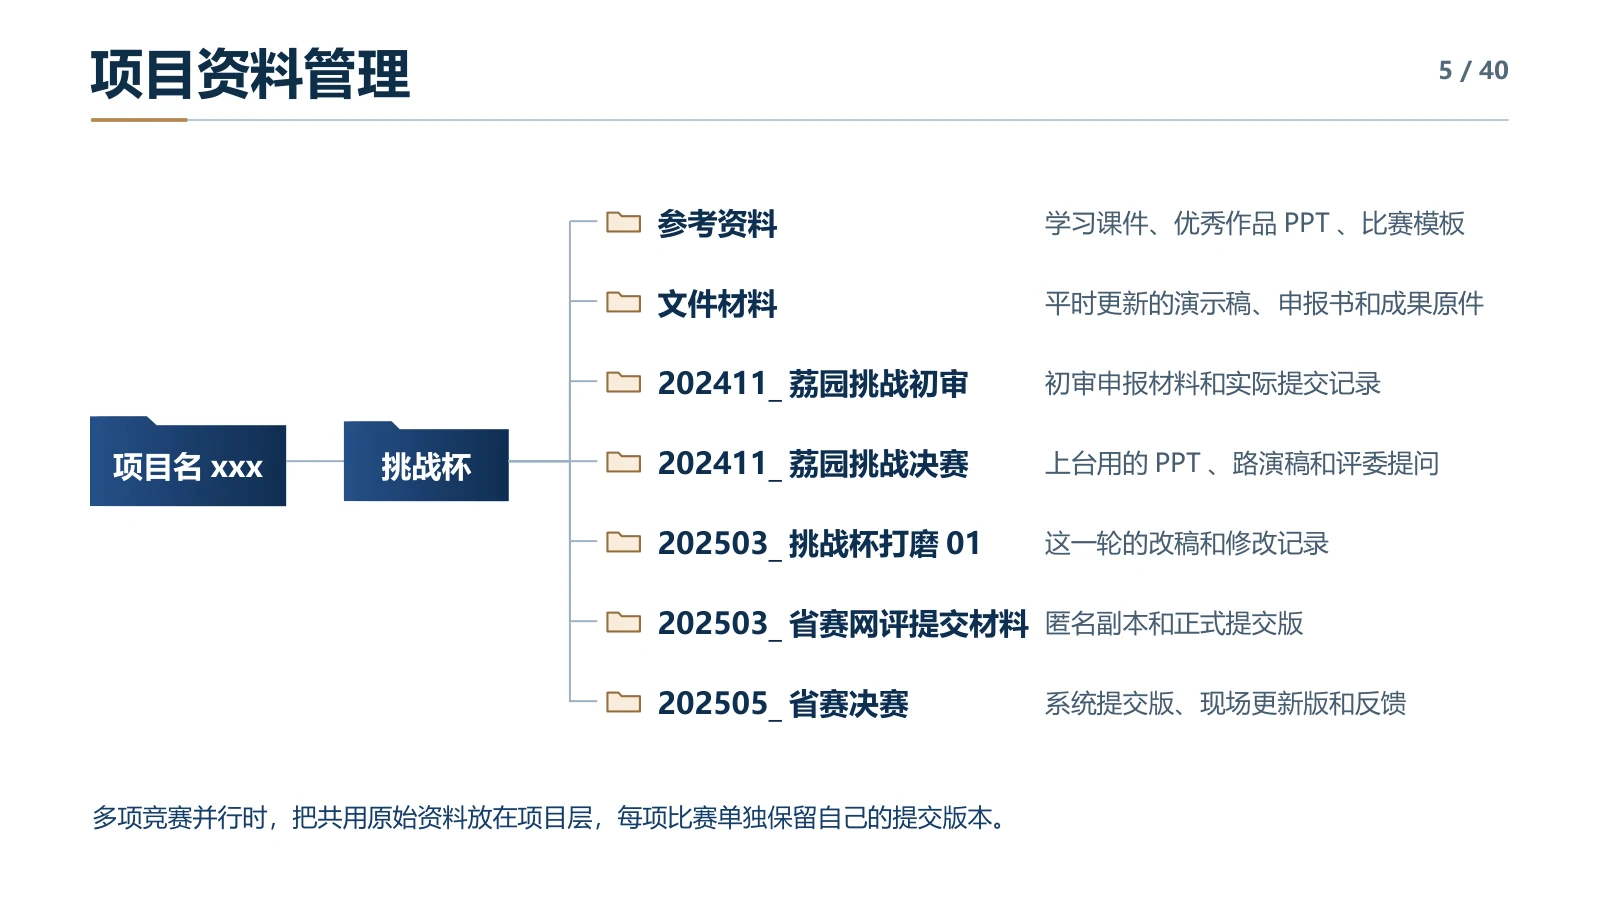 项目资料管理
5 / 40
参考资料 学习课件、优秀作品 PPT 、比赛模板
文件材料 平时更新的演示稿、申报书和成果原件
202411_ 荔园挑战初审 初审申报材料和实际提交记录
项目名 xxx 挑战杯 202411_ 荔园挑战决赛 上台用的 PPT 、路演稿和评委提问
202503_ 挑战杯打磨 01 这一轮的改稿和修改记录
202503_ 省赛网评提交材料 匿名副本和正式提交版
202505_ 省赛决赛 系统提交版、现场更新版和反馈
多项竞赛并行时，把共用原始资料放在项目层，每项比赛单独保留自己的提交版本。